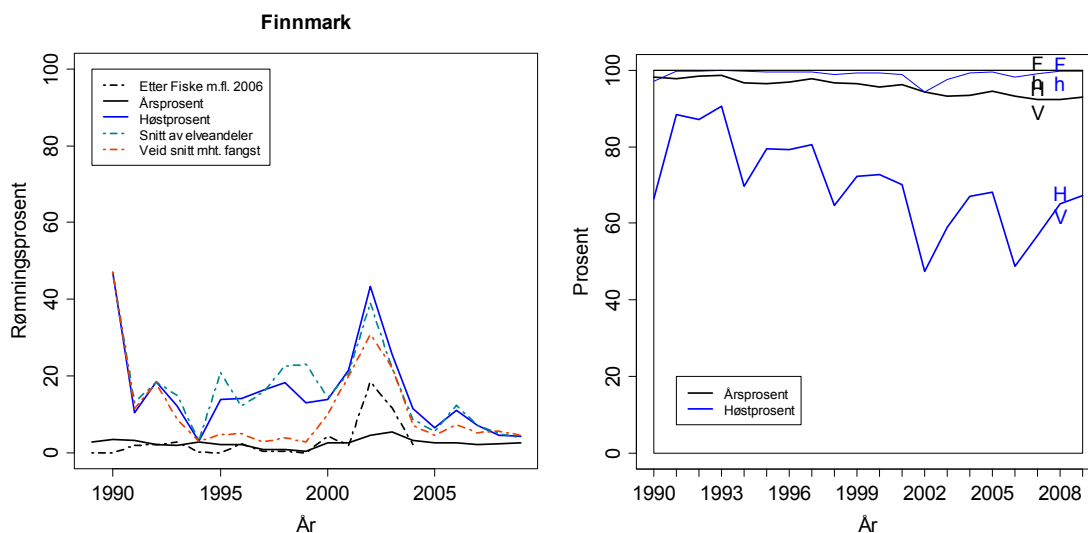 Finnmark
Rømningsprosent
100
80
60
40
20
0
Etter Fiske m.fl. 2006
Årsprosent
Høstprosent
Snitt av elveandeler
Veid snitt mht. fangst
1990
1995
2000
2005
År
Prosent
100
80
60
40
20
0
F
h
H
V
F
h
H
V
Årsprosent
Høstprosent
1990
1993
1996
1999
2002
2005
2008
År